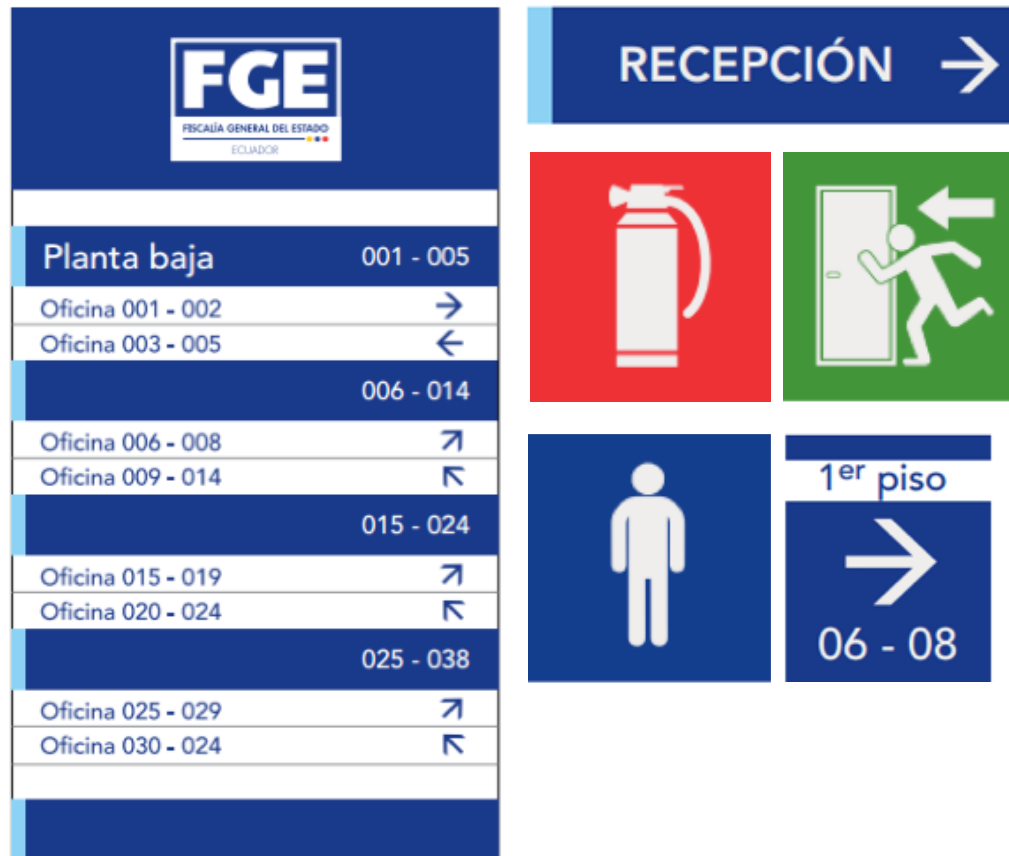 FGE
FISCALÍA GENERAL DEL ESTADO
ECUADOR
Planta baja 001 - 005
Oficina 001 - 002
Oficina 003 - 005
006 - 014
Oficina 006 - 008
Oficina 009 - 014
015 - 024
Oficina 015 - 019
Oficina 020 - 024
025 - 038
Oficina 025 - 029
Oficina 030 - 024
RECEPCIÓN
1er piso
06 - 08